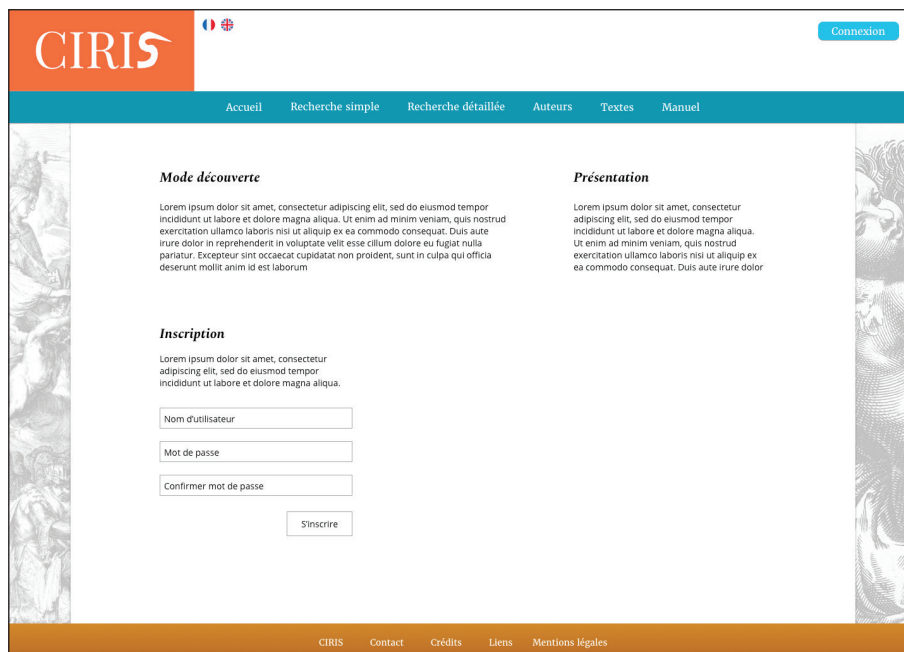 CIRIS
Connexion
Accueil Recherche simple Recherche détaillée Auteurs Textes Manuel
Mode découverte
Lorem ipsum dolor sit amet, consectetur adipiscing elit, sed do eiusmod tempor
incididunt ut labore et dolore magna aliqua. Ut enim ad minim veniam, quis nostrud
exercitation ullamco laboris nisi ut aliquip ex ea commodo consequat. Duis aute
irure dolor in reprehenderit in voluptate velit esse cillum dolore eu fugiat nulla
pariatur. Excepteur sint occaecat cupidatat non proident, sunt in culpa qui officia
deserunt mollit anim id est laborum
Présentation
Lorem ipsum dolor sit amet, consectetur
adipiscing elit, sed do eiusmod tempor
incididunt ut labore et dolore magna aliqua.
Ut enim ad minim veniam, quis nostrud
exercitation ullamco laboris nisi ut aliquip ex
ea commodo consequat. Duis aute irure dolor
Inscription
Lorem ipsum dolor sit amet, consectetur
adipiscing elit, sed do eiusmod tempor
incididunt ut labore et dolore magna aliqua.
Nom d'utilisateur
Mot de passe
Confirmer mot de passe
S'inscrire
CIRIS Contact Crédits Liens Mentions légales